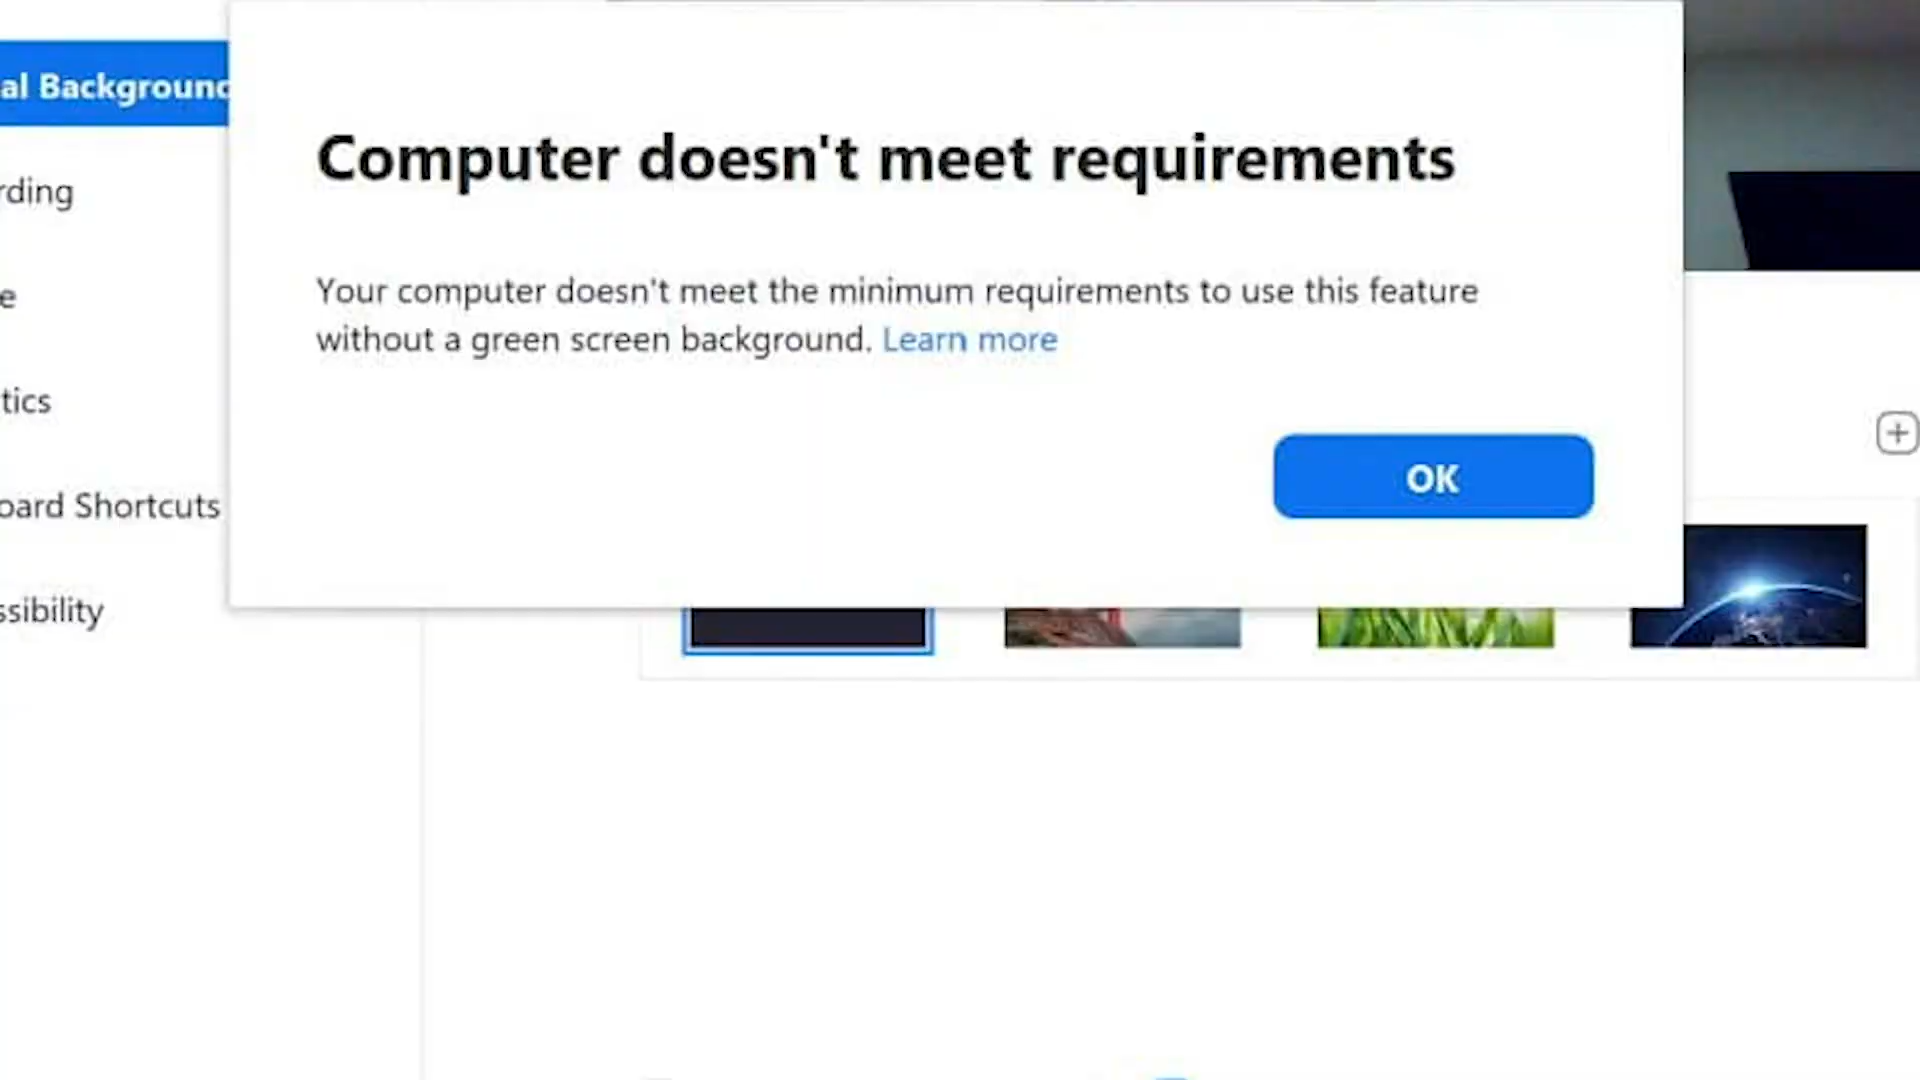 al Background
rding
e
tics
oard Shortcuts
ssibility
Computer doesn't meet requirements
Your computer doesn't meet the minimum requirements to use this feature
without a green screen background. Learn more
OK